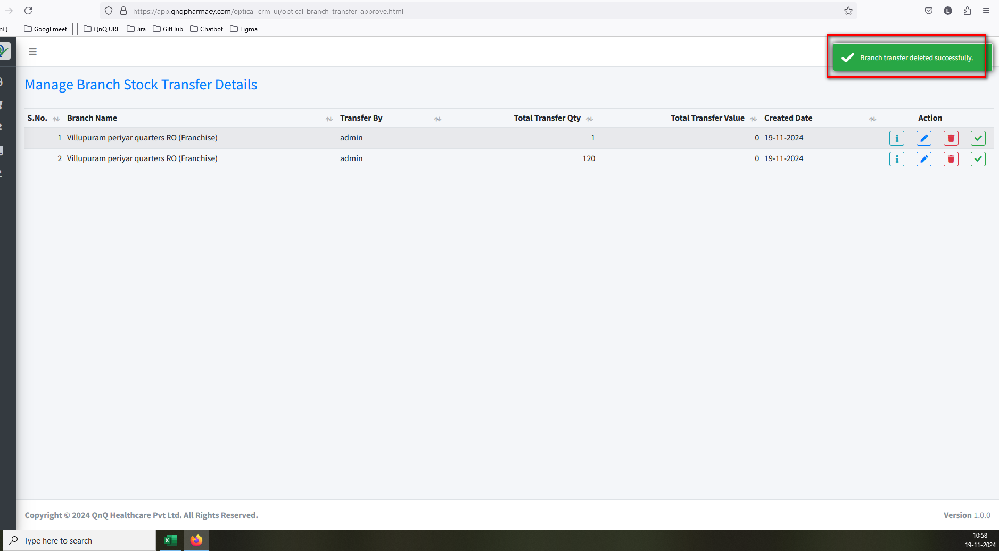 https://app.qnqpharmacy.com/optical-crm-ui/optical-branch-transfer-approve.html
L
nQ Googl meet QnQ URL Jira GitHub Chatbot Figma
Branch transfer deleted successfully.
Manage Branch Stock Transfer Details
S.No. Branch Name Transfer By Total Transfer Qty Total Transfer Value Created Date Action
1 Villupuram periyar quarters RO (Franchise) admin 1 0 19-11-2024
2 Villupuram periyar quarters RO (Franchise) admin 120 0 19-11-2024
Copyright © 2024 QnQ Healthcare Pvt Ltd. All Rights Reserved. Version 1.0.0
Type here to search
10:58
19-11-2024